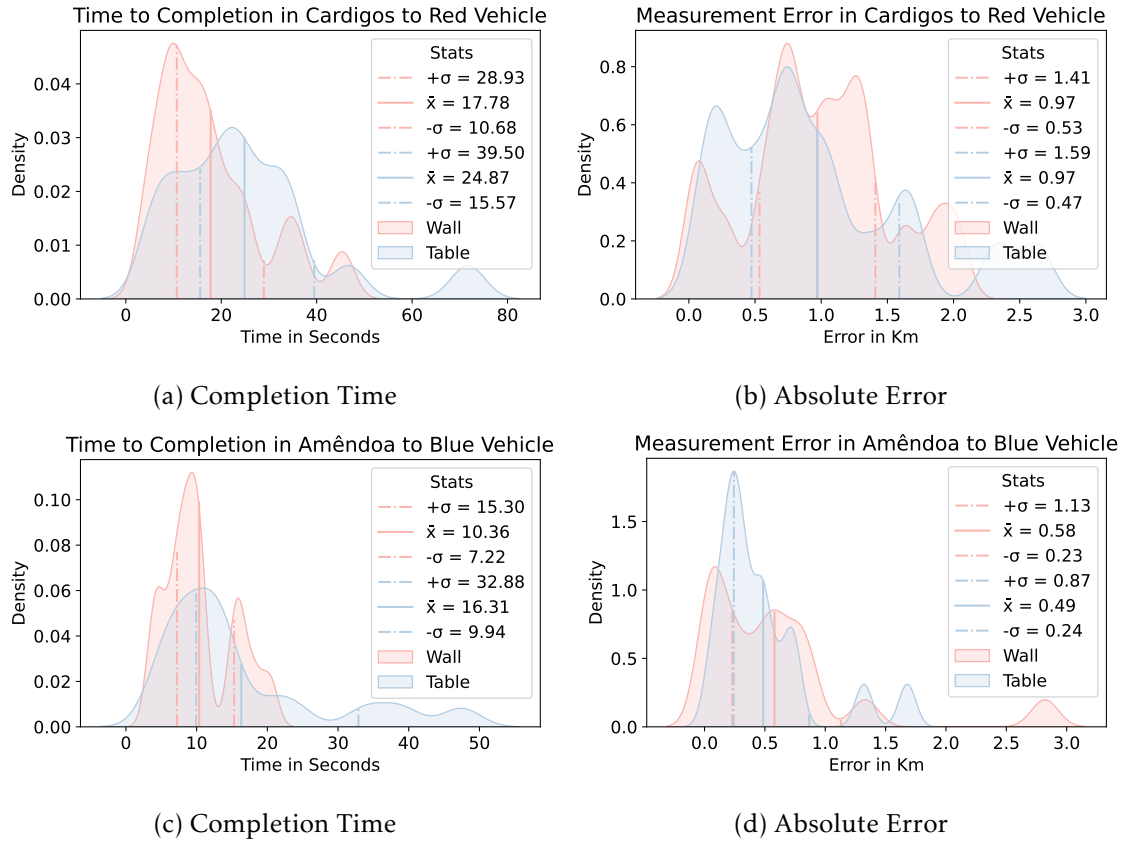 Time to Completion in Cardigos to Red Vehicle
Density
0.04
0.03
0.02
0.01
0.00
0 20 40 60 80
Time in Seconds
Stats
+σ = 28.93
x̄ = 17.78
-σ = 10.68
+σ = 39.50
x̄ = 24.87
-σ = 15.57
Wall
Table
(a) Completion Time
Measurement Error in Cardigos to Red Vehicle
Density
0.8
0.6
0.4
0.2
0.0
0.0 0.5 1.0 1.5 2.0 2.5 3.0
Error in Km
Stats
+σ = 1.41
x̄ = 0.97
-σ = 0.53
+σ = 1.59
x̄ = 0.97
-σ = 0.47
Wall
Table
(b) Absolute Error
Time to Completion in Amêndoa to Blue Vehicle
Density
0.10
0.08
0.06
0.04
0.02
0.00
0 10 20 30 40 50
Time in Seconds
Stats
+σ = 15.30
x̄ = 10.36
-σ = 7.22
+σ = 32.88
x̄ = 16.31
-σ = 9.94
Wall
Table
(c) Completion Time
Measurement Error in Amêndoa to Blue Vehicle
Density
1.5
1.0
0.5
0.0
0.0 0.5 1.0 1.5 2.0 2.5 3.0
Error in Km
Stats
+σ = 1.13
x̄ = 0.58
-σ = 0.23
+σ = 0.87
x̄ = 0.49
-σ = 0.24
Wall
Table
(d) Absolute Error